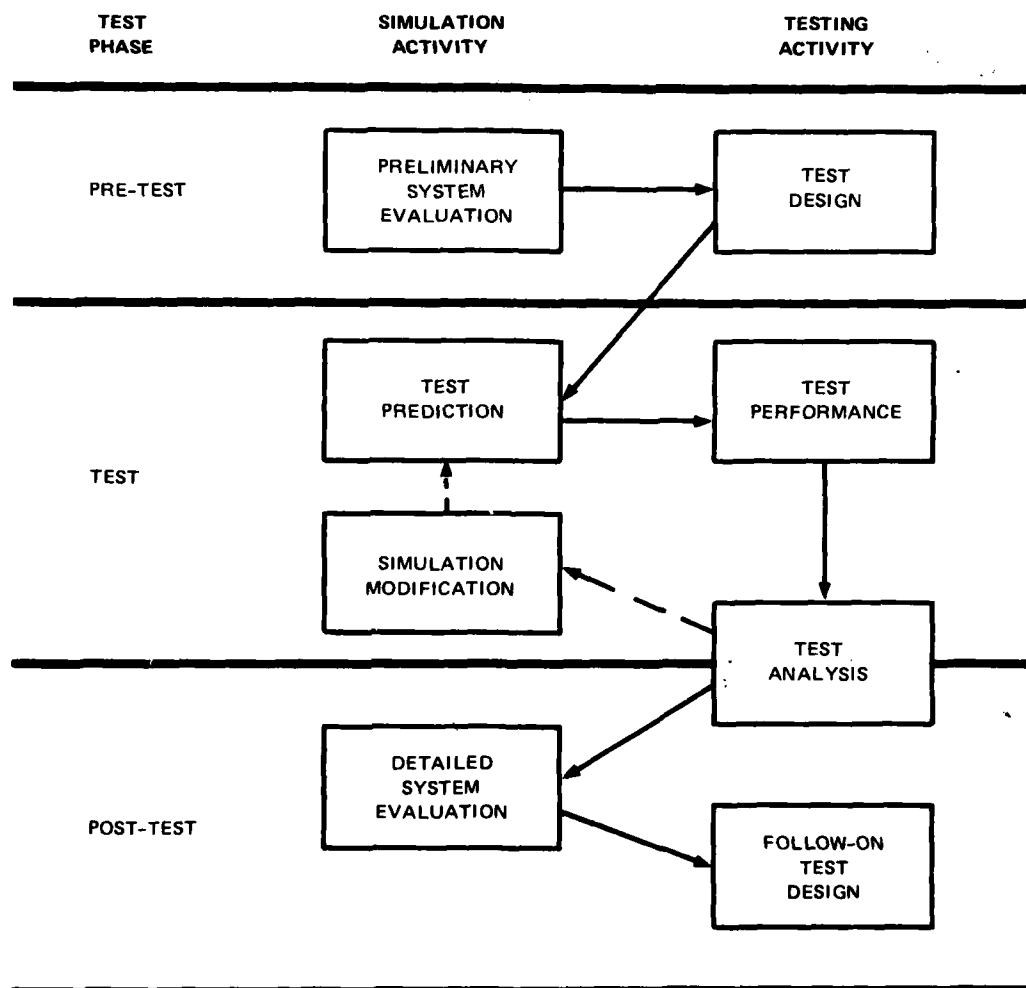 TEST PHASE
SIMULATION ACTIVITY
TESTING ACTIVITY
PRE-TEST
PRELIMINARY
SYSTEM
EVALUATION
TEST
DESIGN
TEST
TEST
PREDICTION
TEST
PERFORMANCE
SIMULATION
MODIFICATION
TEST
ANALYSIS
POST-TEST
DETAILED
SYSTEM
EVALUATION
FOLLOW-ON
TEST
DESIGN